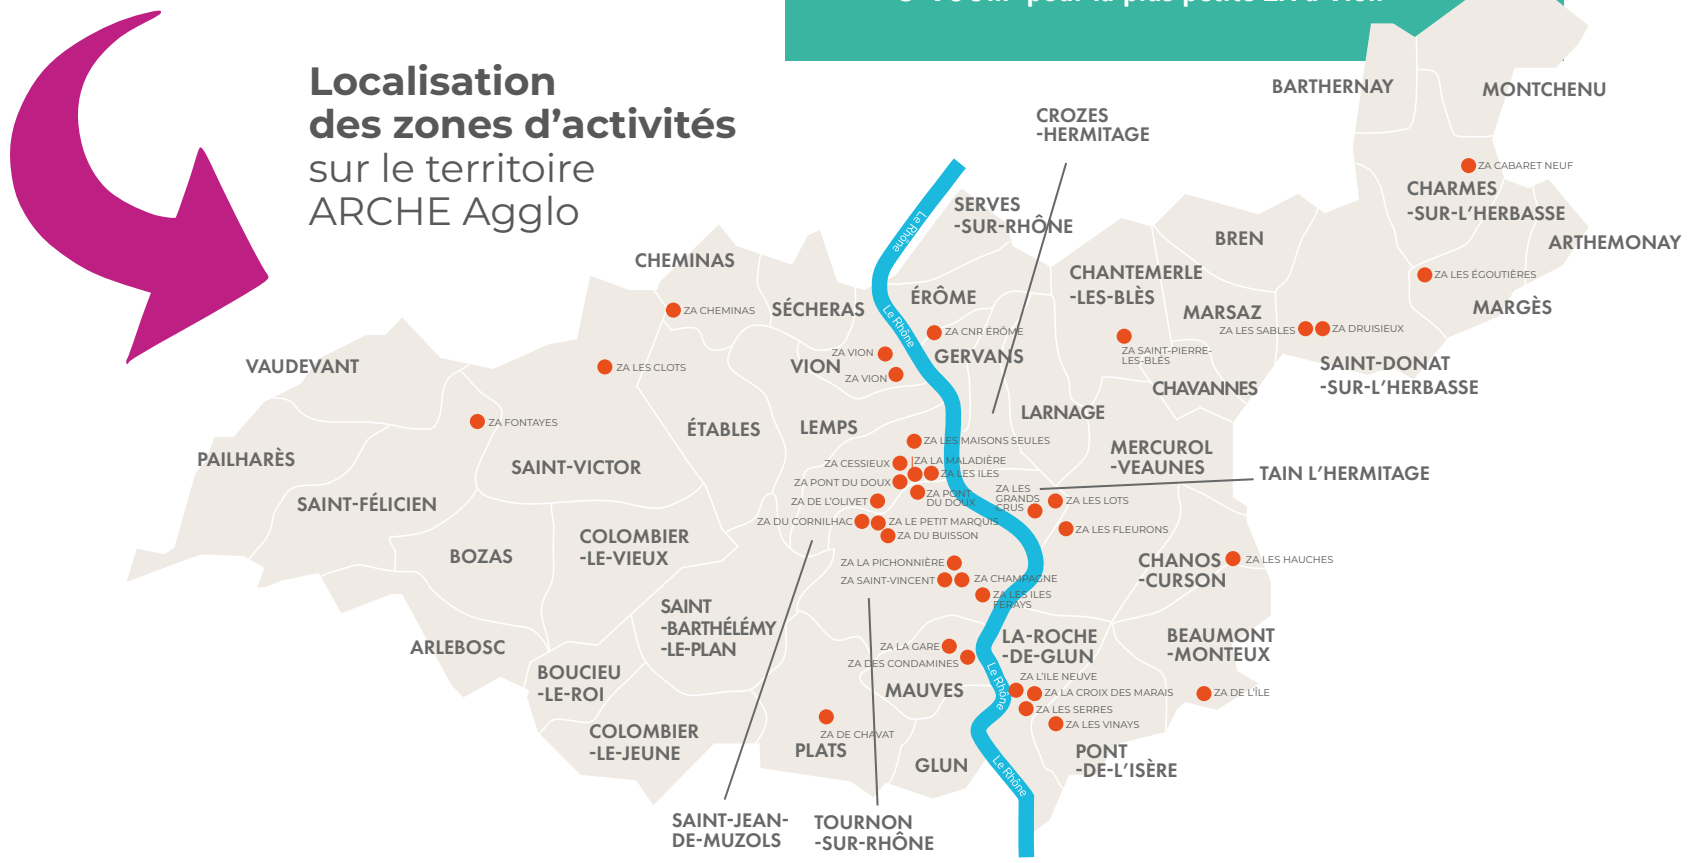 Localisation
des zones d'activités
sur le territoire
ARCHE Agglo
BARTHERNAY
MONTCHENU
CROZES
-HERMITAGE
ZA CABARET NEUF
CHARMES
-SUR-L'HERBASSE
SERVES
-SUR-RHÔNE
Le Rhône
BREN
ARTHEMONAY
CHEMINAS
CHANTEMERLE
-LES-BLÈS
ZA LES ÉGOUTIÈRES
ÉRÔME
MARGÈS
ZA CHEMINAS
SÉCHERAS
MARSAZ
Le Rhône
ZA CNR ÉRÔME
ZA LES SABLES
ZA DRUISIEUX
ZA VION
GERVANS
ZA SAINT-PIERRE-
LES-BLÈS
VAUDEVANT
ZA LES CLOTS
VION
SAINT-DONAT
-SUR-L'HERBASSE
ZA VION
CHAVANNES
LARNAGE
ZA FONTAYES
ÉTABLES
LEMPS
ZA LES MAISONS SEULES
MERCUROL
-VEAUNES
PAILHARÈS
SAINT-VICTOR
ZA CESSIEUX
ZA LA MALADIÈRE
ZA LES ILES
TAIN L'HERMITAGE
ZA PONT DU DOUX
ZA PONT
DU DOUX
ZA LES
GRANDS
CRUS
ZA LES LOTS
SAINT-FÉLICIEN
ZA DE L'OLIVET
ZA DU CORNILHAC
ZA LE PETIT MARQUIS
ZA LES FLEURONS
ZA DU BUISSON
COLOMBIER
-LE-VIEUX
BOZAS
ZA LA PICHONNIÈRE
CHANOS
-CURSON
ZA LES HAUCHES
ZA SAINT-VINCENT
ZA CHAMPAGNE
ZA LES ILES
FERAYS
SAINT
-BARTHÉLÉMY
-LE-PLAN
ARLEBOSC
ZA LA GARE
LA-ROCHE
-DE-GLUN
BEAUMONT
-MONTEUX
ZA DES CONDAMINES
BOUCIEU
-LE-ROI
Le Rhône
ZA L'ILE NEUVE
MAUVES
ZA LA CROIX DES MARAIS
ZA DE L'ÎLE
ZA LES SERRES
ZA LES VINAYS
COLOMBIER
-LE-JEUNE
ZA DE CHAVAT
PLATS
GLUN
Le Rhône
PONT
-DE-L'ISÈRE
SAINT-JEAN-
DE-MUZOLS
TOURNON
-SUR-RHÔNE